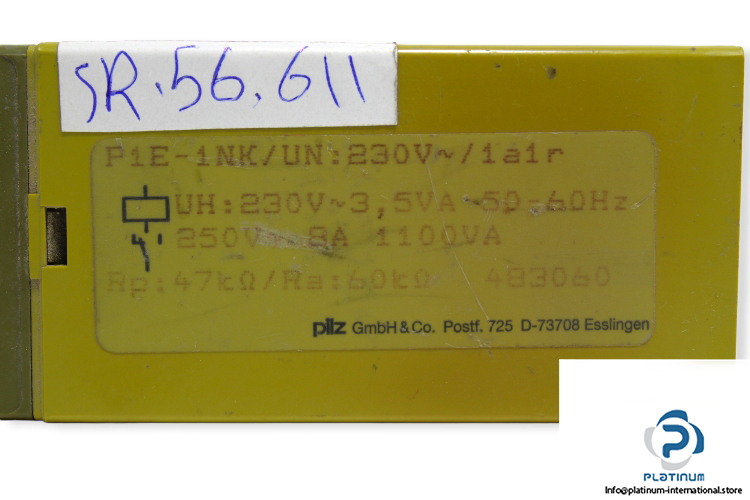 SR.56.611
P1E-1NK/UN:230V~/1a1r
UH:230V~3,5VA 50-60Hz
250V~ 8A 1100VA
Rp:47kΩ/Ra:60kΩ 483060
pilz GmbH & Co. Postf. 725 D-73708 Esslingen
PLATINUM
Info@platinum-international.store